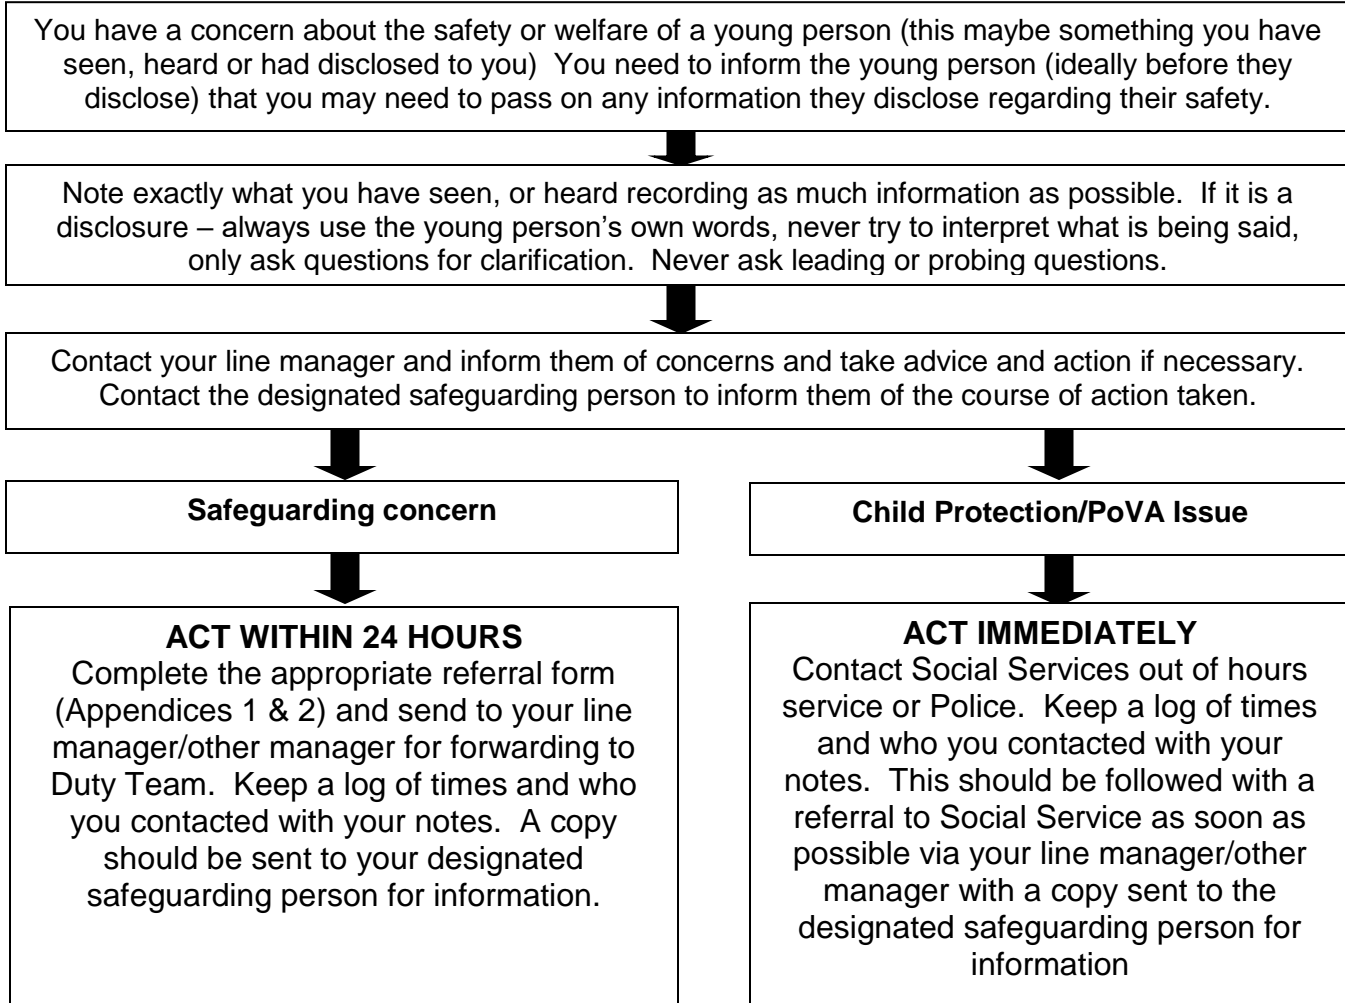 You have a concern about the safety or welfare of a young person (this maybe something you have
seen, heard or had disclosed to you)  You need to inform the young person (ideally before they
disclose) that you may need to pass on any information they disclose regarding their safety.
Note exactly what you have seen, or heard recording as much information as possible.  If it is a
disclosure – always use the young person's own words, never try to interpret what is being said,
only ask questions for clarification.  Never ask leading or probing questions.
Contact your line manager and inform them of concerns and take advice and action if necessary.
Contact the designated safeguarding person to inform them of the course of action taken.
Safeguarding concern
ACT WITHIN 24 HOURS
Complete the appropriate referral form
(Appendices 1 & 2) and send to your line
manager/other manager for forwarding to
Duty Team.  Keep a log of times and who
you contacted with your notes.  A copy
should be sent to your designated
safeguarding person for information.
Child Protection/PoVA Issue
ACT IMMEDIATELY
Contact Social Services out of hours
service or Police.  Keep a log of times
and who you contacted with your
notes.  This should be followed with a
referral to Social Service as soon as
possible via your line manager/other
manager with a copy sent to the
designated safeguarding person for
information